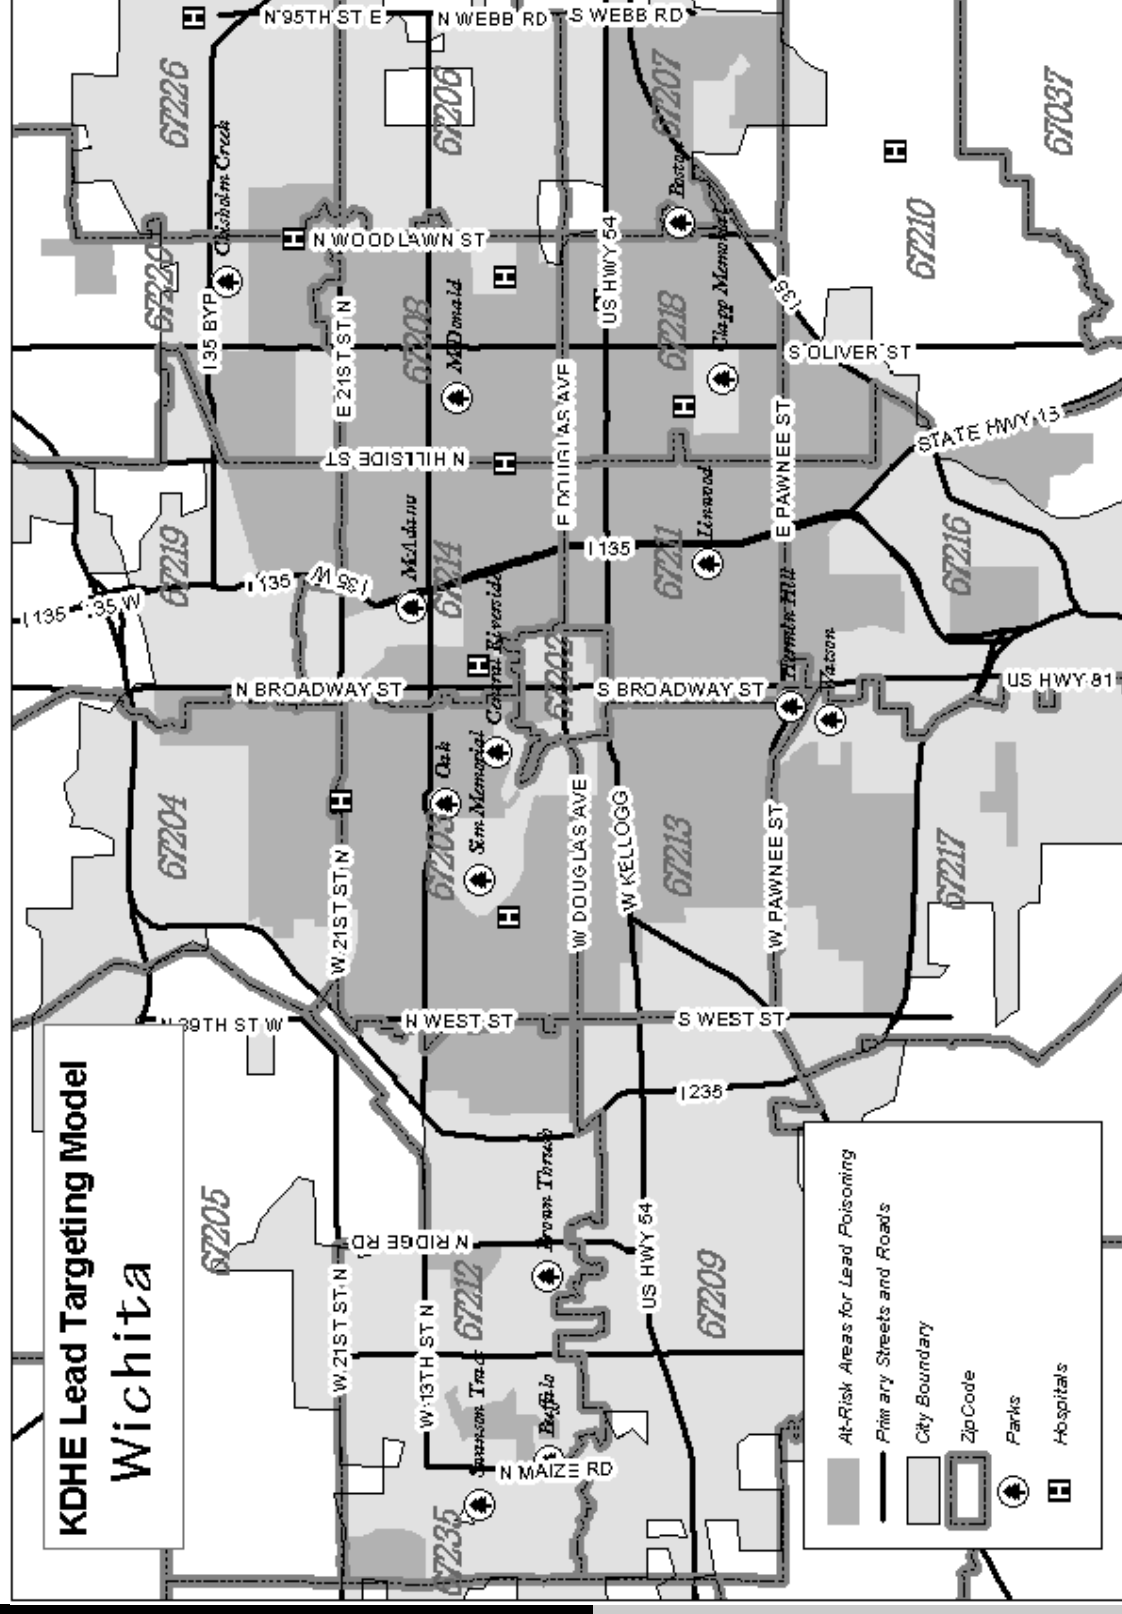 KDHE Lead Targeting Model
Wichita
N 95TH ST E
N WEBB RD
S WEBB RD
67226
67206
67207
67037
Chisholm Creek
67220
N WOODLAWN ST
US HWY 54
Clapp Memorial
67210
I 35 BYP
E 21ST ST N
67208
McDonald
67218
I 35
S OLIVER ST
N HILLSIDE ST
E DOUGLAS AVE
E PAWNEE ST
STATE HWY 15
67219
McAdams
67214
67211
Linwood
67216
I 135
I 35 W
I 135
I 35 W
I 135
Central Riverside
67202
Watson
N BROADWAY ST
S BROADWAY ST
US HWY 81
67204
Oak
Sim Memorial
67203
67213
67217
W 21ST ST N
W DOUGLAS AVE
W KELLOGG
W PAWNEE ST
N 39TH ST W
N WEST ST
S WEST ST
I 235
67205
N RIDGE RD
Brown Thrush
67212
67209
W 21ST ST N
W 13TH ST N
US HWY 54
Buffalo
N MAIZE RD
67235
At-Risk Areas for Lead Poisoning
Primary Streets and Roads
City Boundary
ZipCode
Parks
Hospitals
H
H
H
H
H
H
H
H
H
H